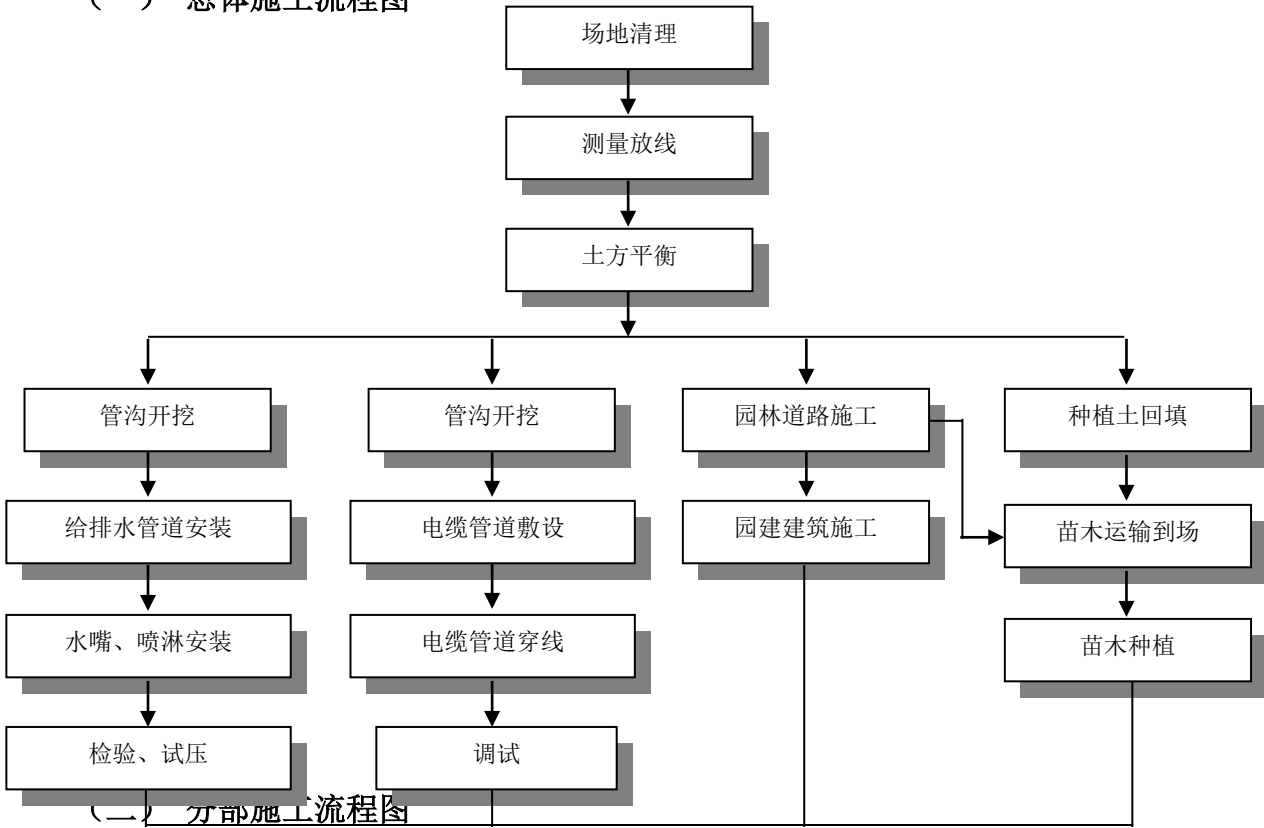 总体施工流程图
场地清理
测量放线
土方平衡
管沟开挖
管沟开挖
园林道路施工
种植土回填
给排水管道安装
电缆管道敷设
园建建筑施工
苗木运输到场
水嘴、喷淋安装
电缆管道穿线
苗木种植
检验、试压
调试
（二） 分部施工流程图